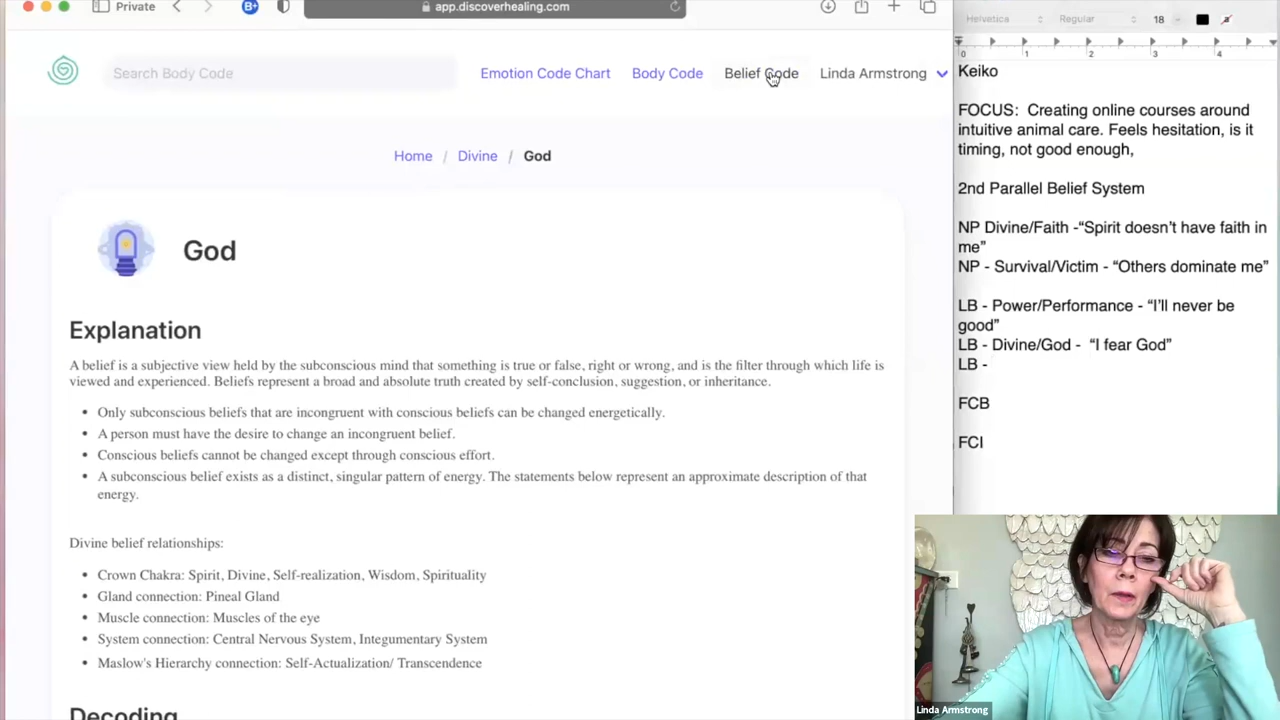 Private
B+
app.discoverhealing.com
Search Body Code
Emotion Code Chart
Body Code
Belief Code
Linda Armstrong
Home / Divine / God
God
Explanation
A belief is a subjective view held by the subconscious mind that something is true or false, right or wrong, and is the filter through which life is
viewed and experienced. Beliefs represent a broad and absolute truth created by self-conclusion, suggestion, or inheritance.
• Only subconscious beliefs that are incongruent with conscious beliefs can be changed energetically.
• A person must have the desire to change an incongruent belief.
• Conscious beliefs cannot be changed except through conscious effort.
• A subconscious belief exists as a distinct, singular pattern of energy. The statements below represent an approximate description of that
energy.
Divine belief relationships:
• Crown Chakra: Spirit, Divine, Self-realization, Wisdom, Spirituality
• Gland connection: Pineal Gland
• Muscle connection: Muscles of the eye
• System connection: Central Nervous System, Integumentary System
• Maslow's Hierarchy connection: Self-Actualization/ Transcendence
Decoding
Helvetica
Regular
18
a
0 1 2 3 4
Keiko
FOCUS: Creating online courses around
intuitive animal care. Feels hesitation, is it
timing, not good enough,
2nd Parallel Belief System
NP Divine/Faith -“Spirit doesn’t have faith in
me”
NP - Survival/Victim - “Others dominate me”
LB - Power/Performance - “I’ll never be
good”
LB - Divine/God - “I fear God”
LB -
FCB
FCI
Linda Armstrong